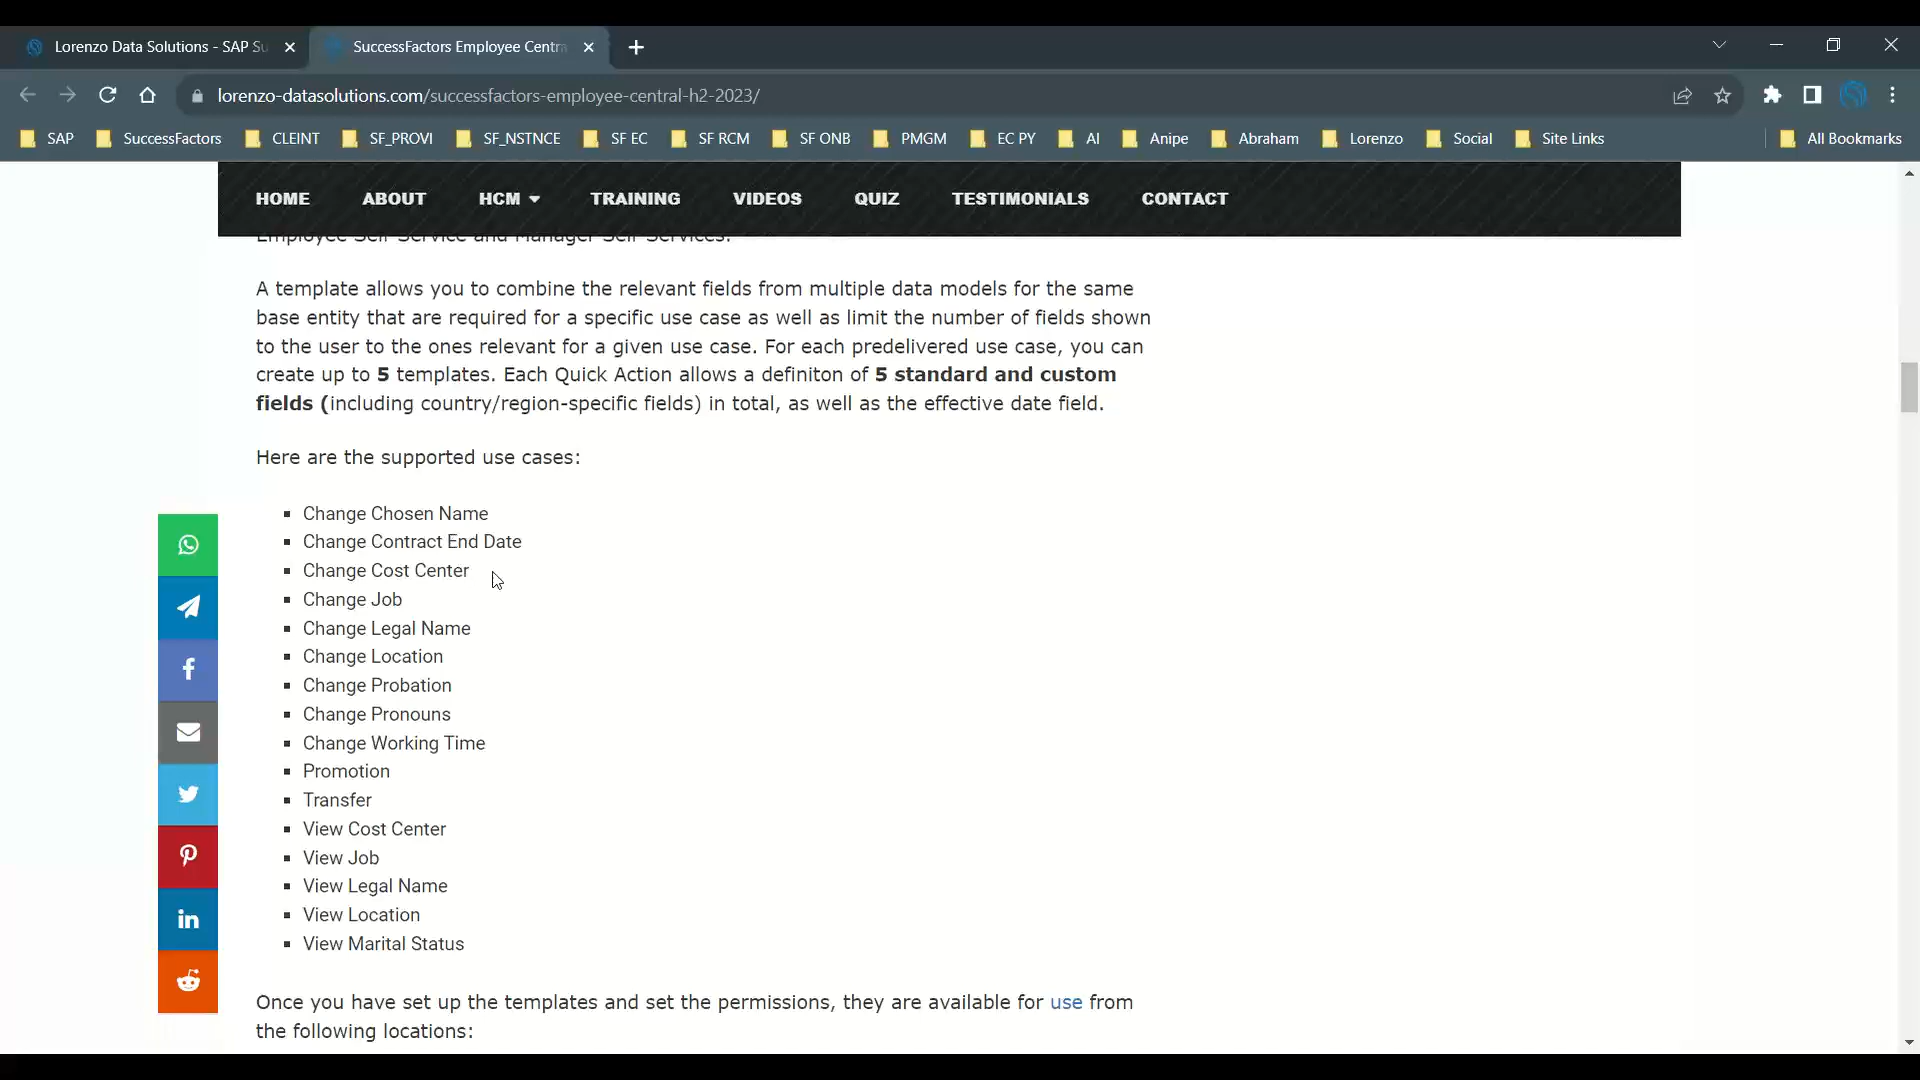 Lorenzo Data Solutions - SAP Su
SuccessFactors Employee Centra
lorenzo-datasolutions.com/successfactors-employee-central-h2-2023/
SAP SuccessFactors CLEINT SF_PROVI SF_NSTNCE SF EC SF RCM SF ONB PMGM EC PY AI Anipe Abraham Lorenzo Social Site Links All Bookmarks
HOME ABOUT HCM TRAINING VIDEOS QUIZ TESTIMONIALS CONTACT
Employee Self Service and Manager Self Services.
A template allows you to combine the relevant fields from multiple data models for the same
base entity that are required for a specific use case as well as limit the number of fields shown
to the user to the ones relevant for a given use case. For each predelivered use case, you can
create up to 5 templates. Each Quick Action allows a definiton of 5 standard and custom
fields (including country/region-specific fields) in total, as well as the effective date field.
Here are the supported use cases:
Change Chosen Name
Change Contract End Date
Change Cost Center
Change Job
Change Legal Name
Change Location
Change Probation
Change Pronouns
Change Working Time
Promotion
Transfer
View Cost Center
View Job
View Legal Name
View Location
View Marital Status
Once you have set up the templates and set the permissions, they are available for use from
the following locations: